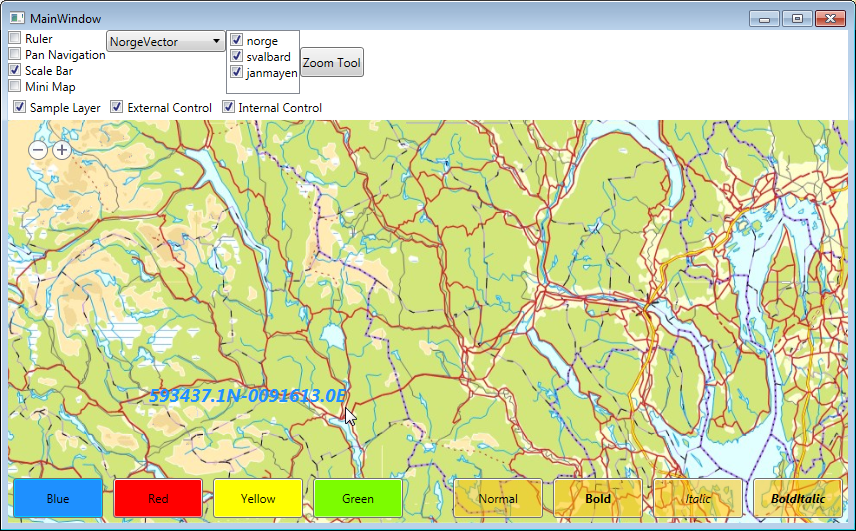 MainWindow
Ruler
Pan Navigation
Scale Bar
Mini Map
NorgeVector
norge
svalbard
janmayen
Zoom Tool
Sample Layer External Control Internal Control
593437.1N-0091613.0E
Blue Red Yellow Green Normal Bold Italic BoldItalic